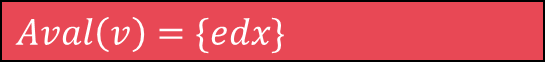 Aval(v) = {edx}